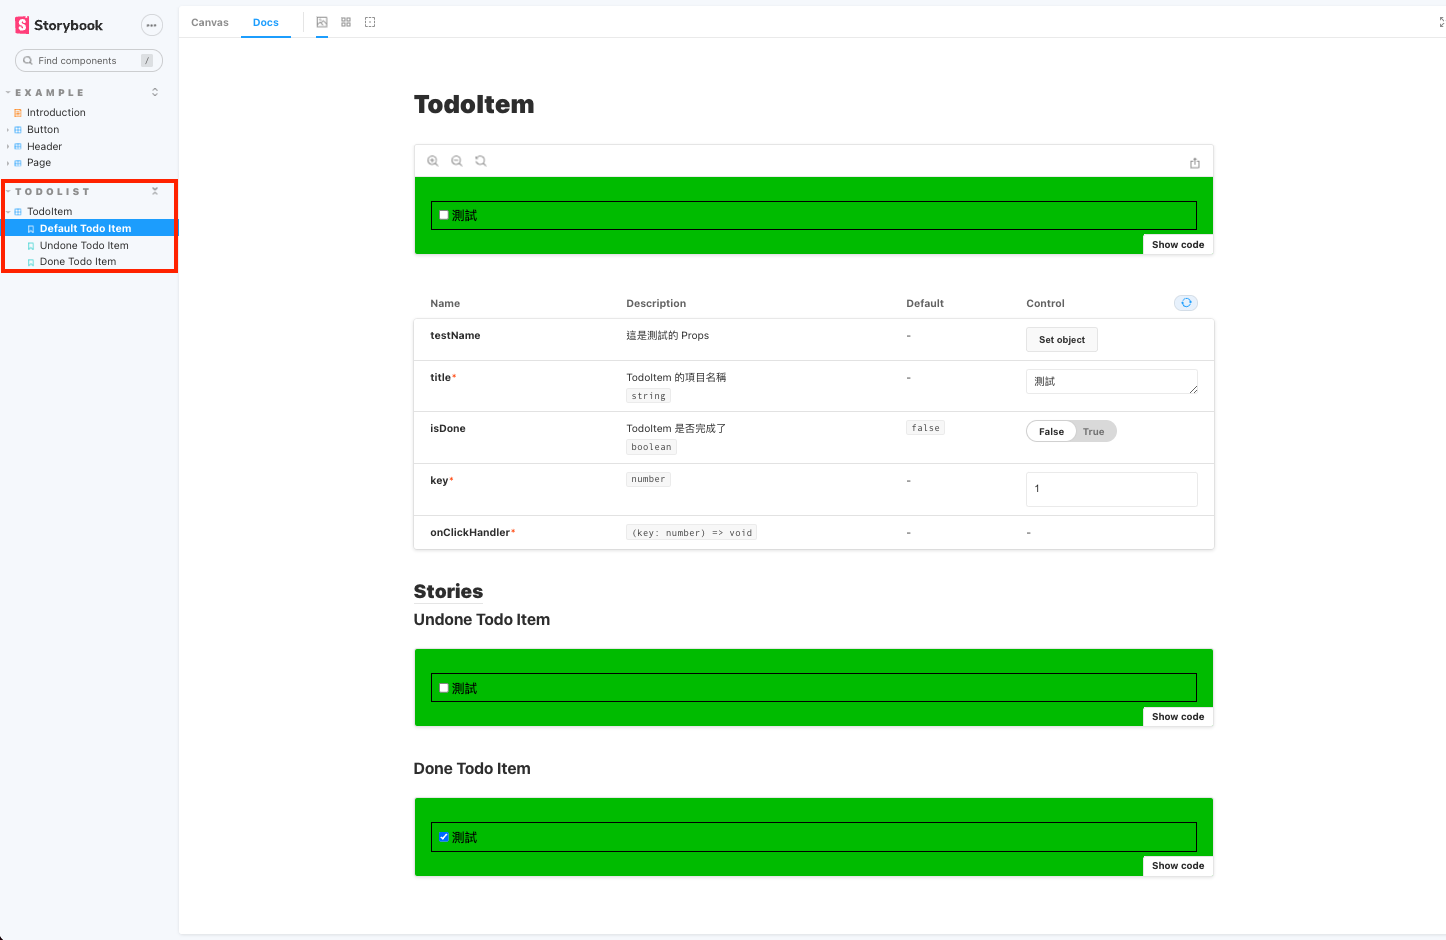 Storybook
Find components /
EXAMPLE
Introduction
Button
Header
Page
TODOLIST
TodoItem
Default Todo Item
Undone Todo Item
Done Todo Item
Canvas Docs
TodoItem
測試
Show code
Name Description Default Control
testName 這是測試的 Props - Set object
title* TodoItem 的項目名稱 - 測試
string
isDone TodoItem 是否完成了 false False True
boolean
key* number - 1
onClickHandler* (key: number) => void - -
Stories
Undone Todo Item
測試
Show code
Done Todo Item
測試
Show code